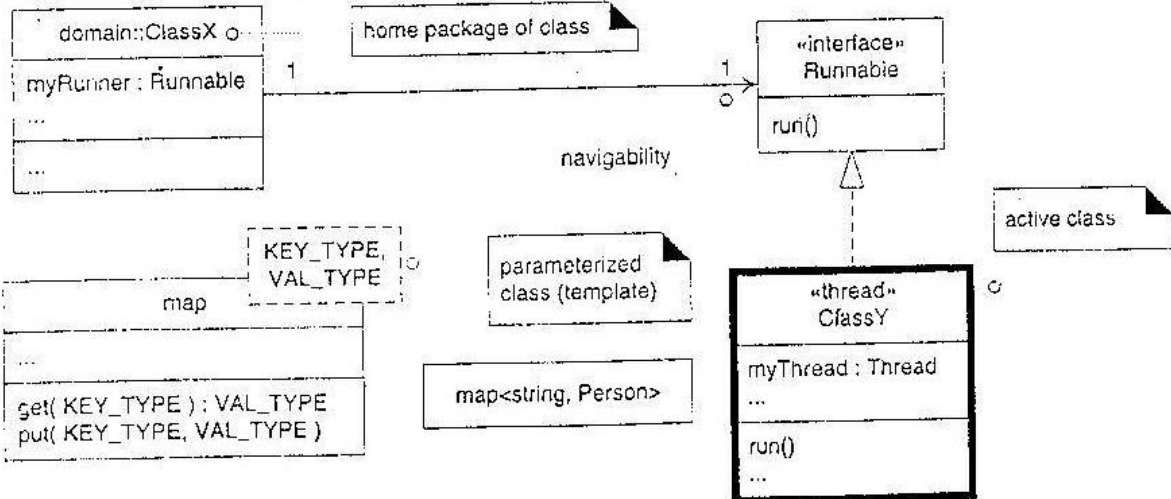 domain::ClassX
myRunner : Runnable
...
...
home package of class
1
1
«interface»
Runnable
run()
navigability
active class
KEY_TYPE,
VAL_TYPE
map
...
get( KEY_TYPE ) : VAL_TYPE
put( KEY_TYPE, VAL_TYPE )
parameterized
class (template)
map<string, Person>
«thread»
ClassY
myThread : Thread
...
run()
...